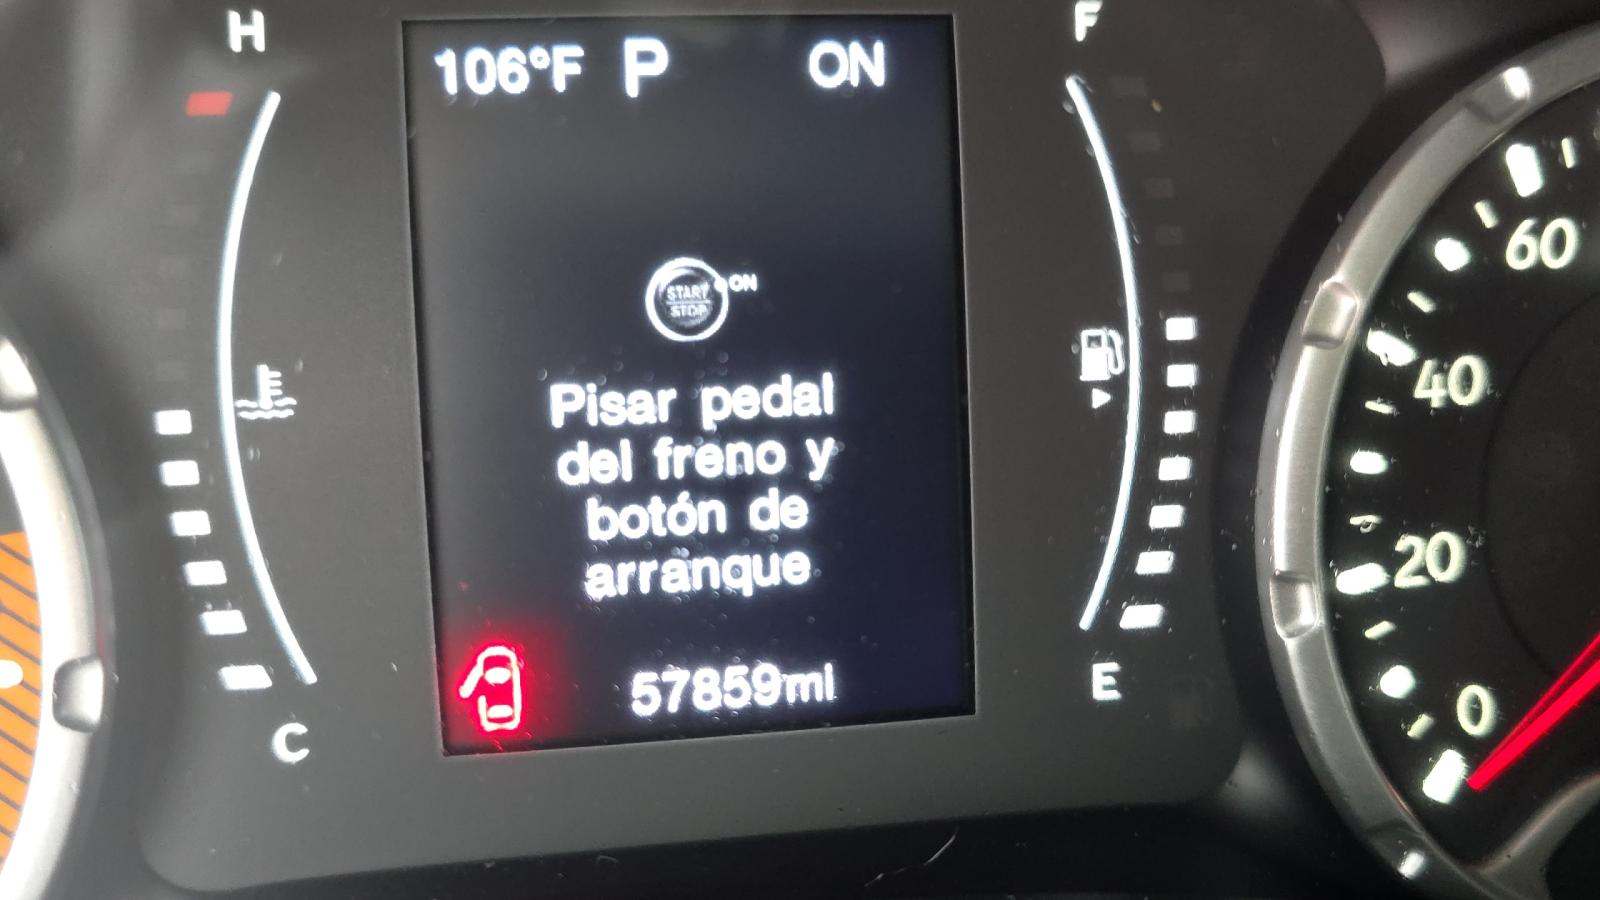 H
F
106°F P ON
START
STOP
ON
Pisar pedal
del freno y
botón de
arranque
57859mi
C
E
60
40
20
0